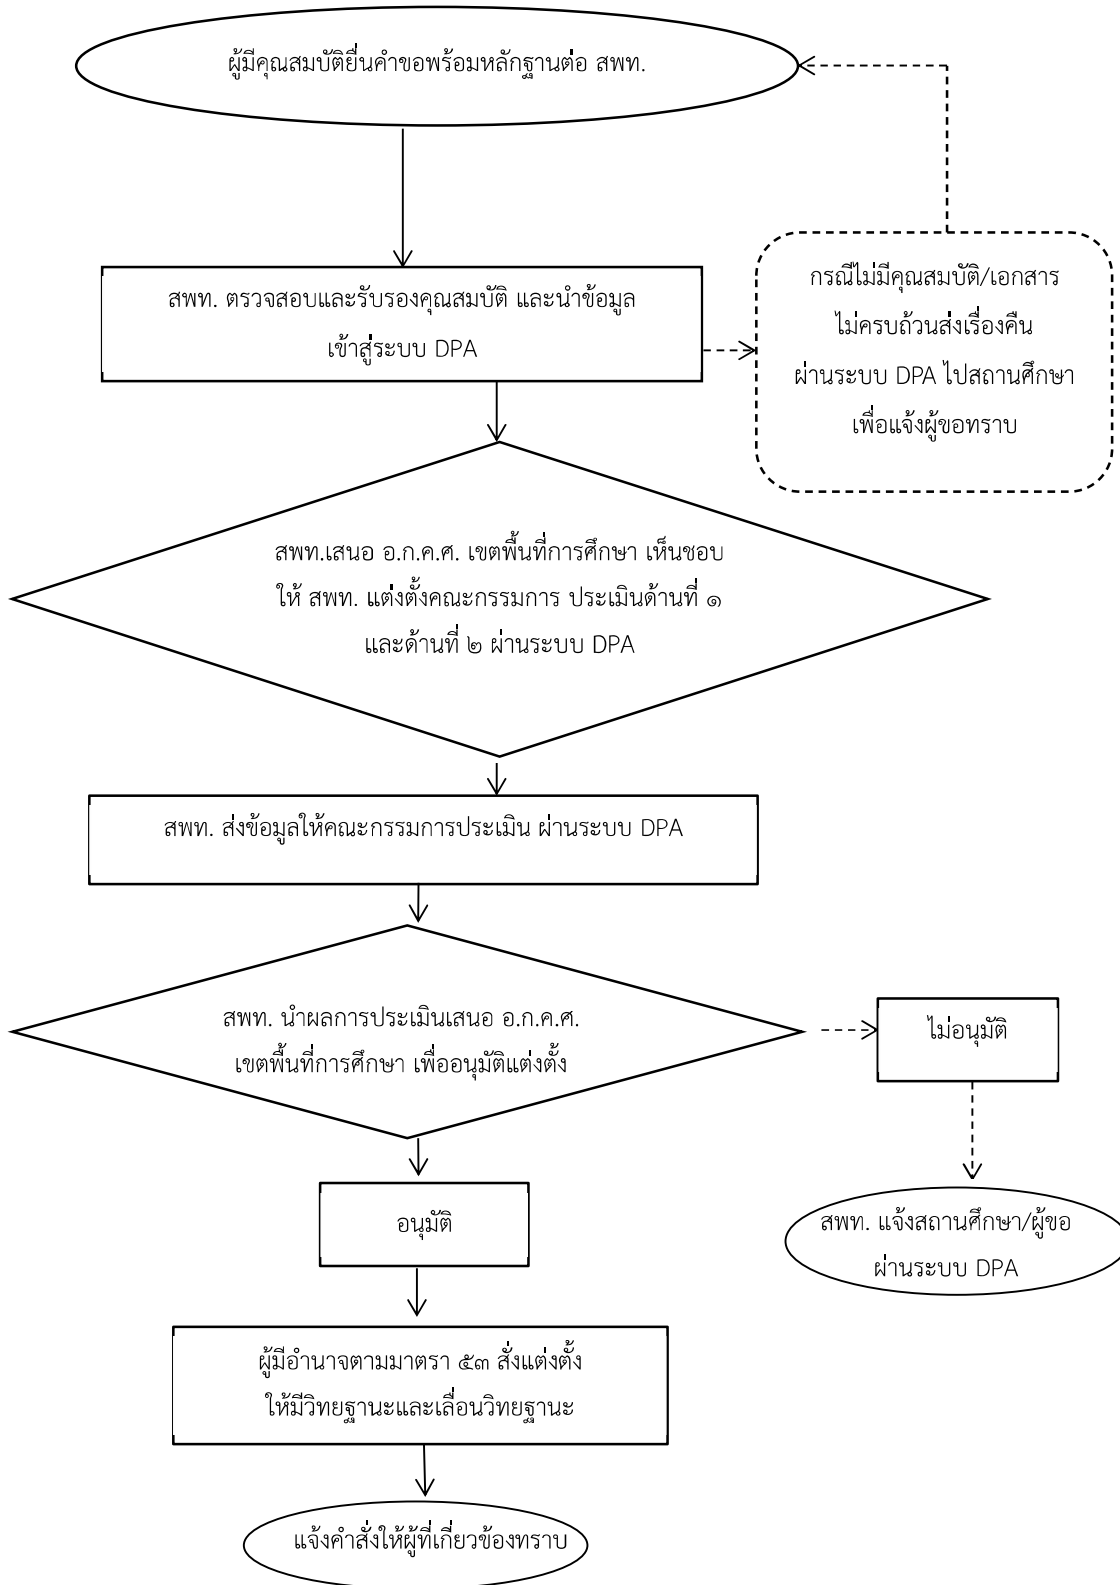 ผู้มีคุณสมบัติยื่นคำขอพร้อมหลักฐานต่อ สพท.
สพท. ตรวจสอบและรับรองคุณสมบัติ และนำข้อมูล
เข้าสู่ระบบ DPA
กรณีไม่มีคุณสมบัติ/เอกสาร
ไม่ครบถ้วนส่งเรื่องคืน
ผ่านระบบ DPA ไปสถานศึกษา
เพื่อแจ้งผู้ขอทราบ
สพท.เสนอ อ.ก.ค.ศ. เขตพื้นที่การศึกษา เห็นชอบ
ให้ สพท. แต่งตั้งคณะกรรมการ ประเมินด้านที่ ๑
และด้านที่ ๒ ผ่านระบบ DPA
สพท. ส่งข้อมูลให้คณะกรรมการประเมิน ผ่านระบบ DPA
สพท. นำผลการประเมินเสนอ อ.ก.ค.ศ.
เขตพื้นที่การศึกษา เพื่ออนุมัติแต่งตั้ง
ไม่อนุมัติ
อนุมัติ
สพท. แจ้งสถานศึกษา/ผู้ขอ
ผ่านระบบ DPA
ผู้มีอำนาจตามมาตรา ๕๓ สั่งแต่งตั้ง
ให้มีวิทยฐานะและเลื่อนวิทยฐานะ
แจ้งคำสั่งให้ผู้ที่เกี่ยวข้องทราบ